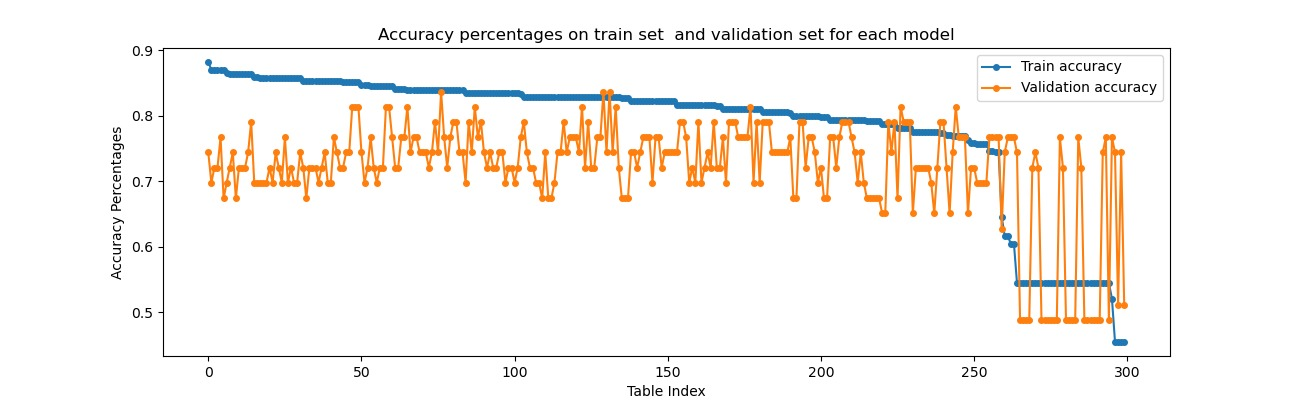 Accuracy percentages on train set  and validation set for each model
Train accuracy
Validation accuracy
Accuracy Percentages
0.9
0.8
0.7
0.6
0.5
0 50 100 150 200 250 300
Table Index